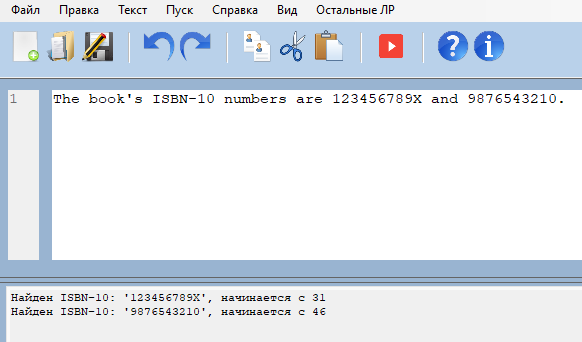 Файл Правка Текст Пуск Справка Вид Остальные ЛР
1 The book's ISBN-10 numbers are 123456789X and 9876543210.
Найден ISBN-10: '123456789X', начинается с 31
Найден ISBN-10: '9876543210', начинается с 46